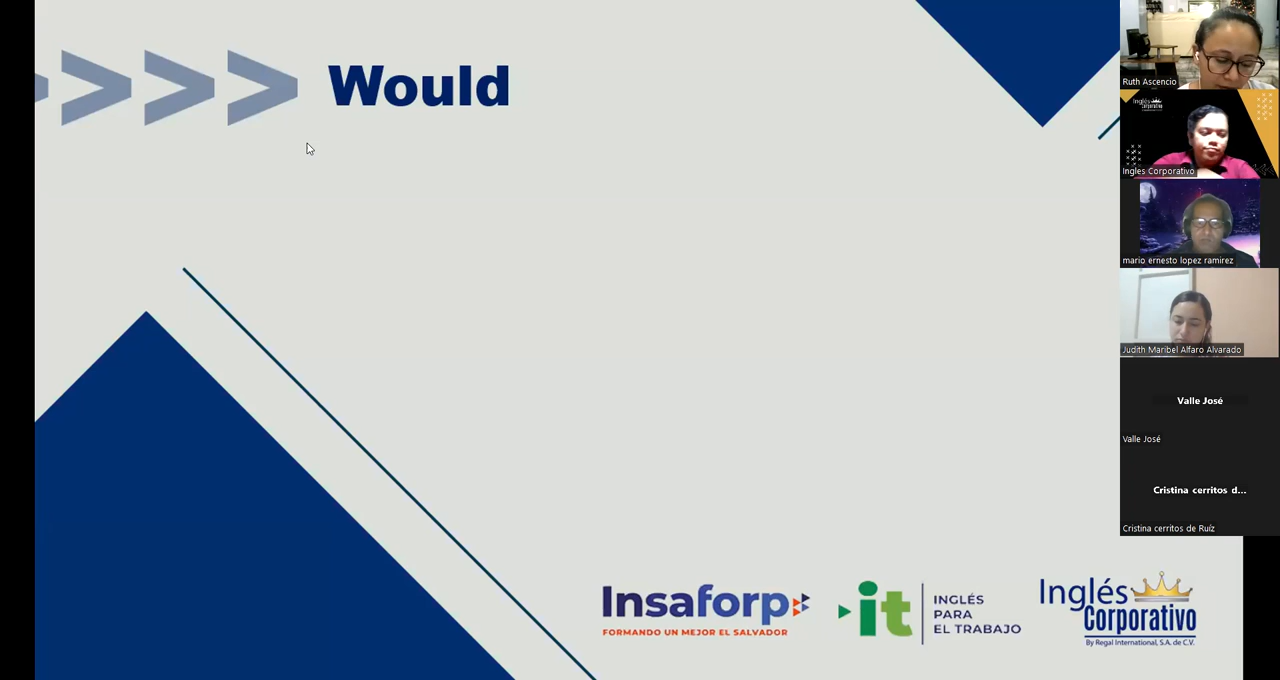 Would
Ruth Ascencio
Inglés
Corporativo
Ingles Corporativo
mario ernesto lopez ramirez
Judith Maribel Alfaro Alvarado
Valle José
Valle José
Cristina cerritos d...
Cristina cerritos de Ruíz
Insaforp
FORMANDO UN MEJOR EL SALVADOR
it
INGLÉS
PARA
EL TRABAJO
Inglés
Corporativo
By Regal International, S.A. de C.V.